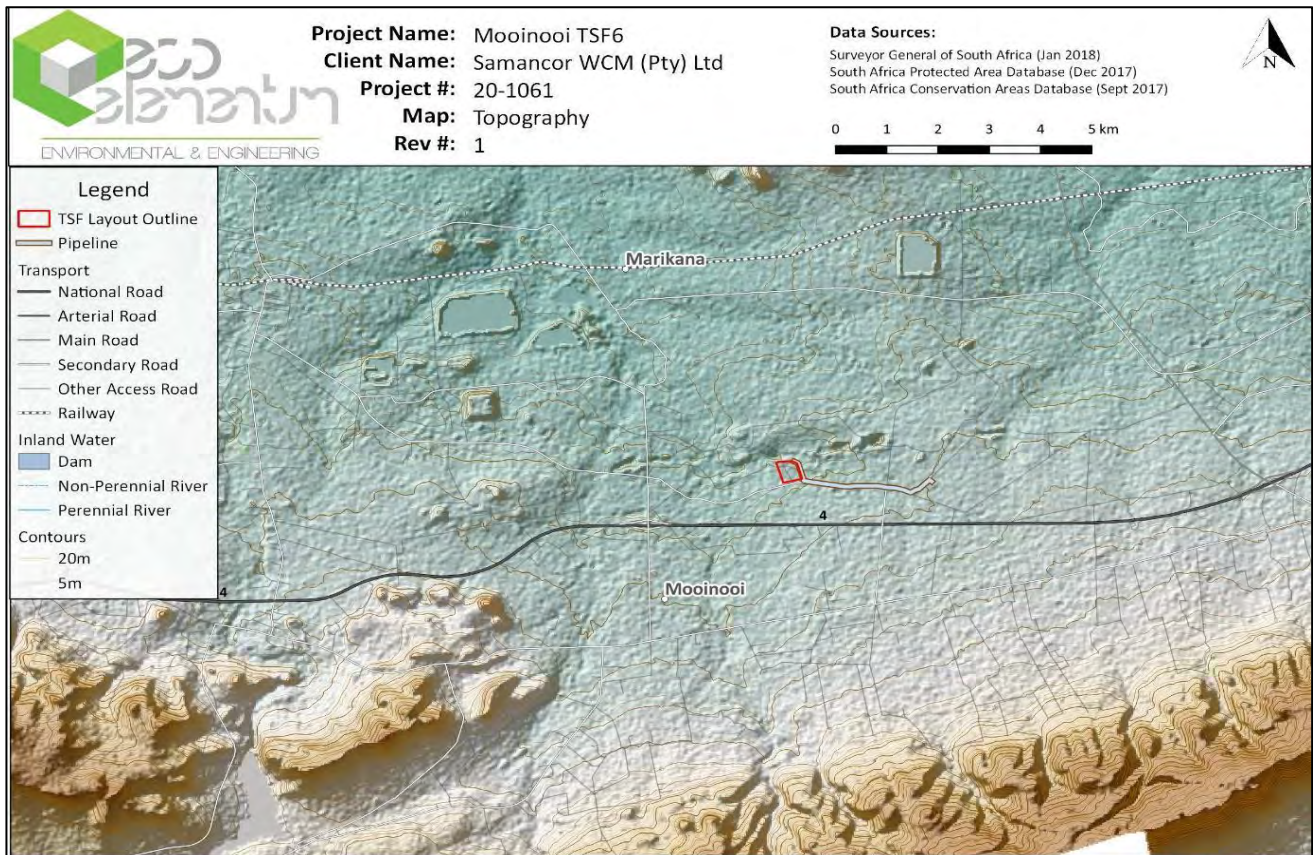 eco
elementum
ENVIRONMENTAL & ENGINEERING
Project Name: Mooinooi TSF6
Client Name: Samancor WCM (Pty) Ltd
Project #: 20-1061
Map: Topography
Rev #: 1
Data Sources:
Surveyor General of South Africa (Jan 2018)
South Africa Protected Area Database (Dec 2017)
South Africa Conservation Areas Database (Sept 2017)
0 1 2 3 4 5 km
N
Legend
TSF Layout Outline
Pipeline
Transport
National Road
Arterial Road
Main Road
Secondary Road
Other Access Road
Railway
Inland Water
Dam
Non-Perennial River
Perennial River
Contours
20m
5m
Marikana
4
4
Mooinooi